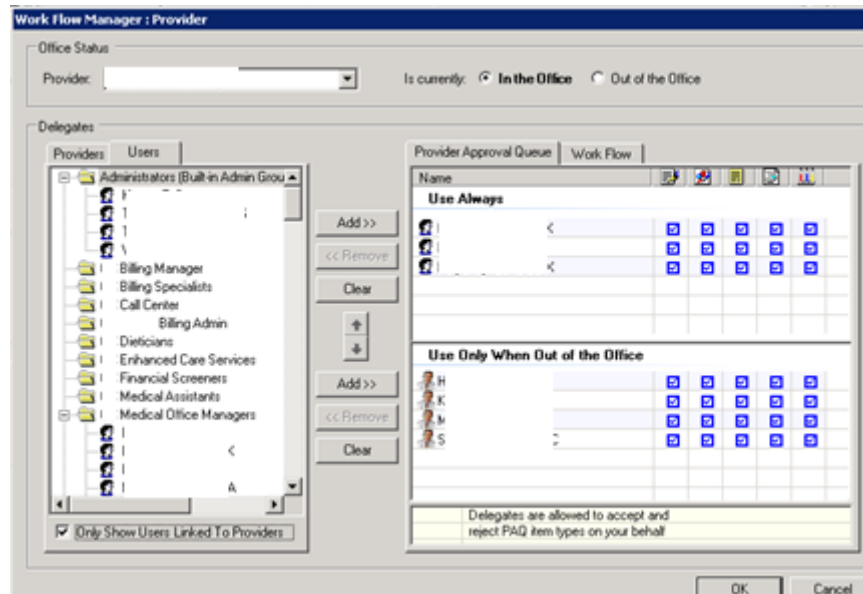 Work Flow Manager : Provider
Office Status
Provider:
Is currently: In the Office Out of the Office
Delegates
Providers Users
Administrators (Built-in Admin Grou
Billing Manager
Billing Specialists
Call Center
Billing Admin
Dieticians
Enhanced Care Services
Financial Screeners
Medical Assistants
Medical Office Managers
Only Show Users Linked To Providers
Add >>
<< Remove
Clear
Add >>
<< Remove
Clear
Provider Approval Queue Work Flow
Name
Use Always
Use Only When Out of the Office
H
K
M
S
Delegates are allowed to accept and
reject PAQ item types on your behalf
OK Cancel